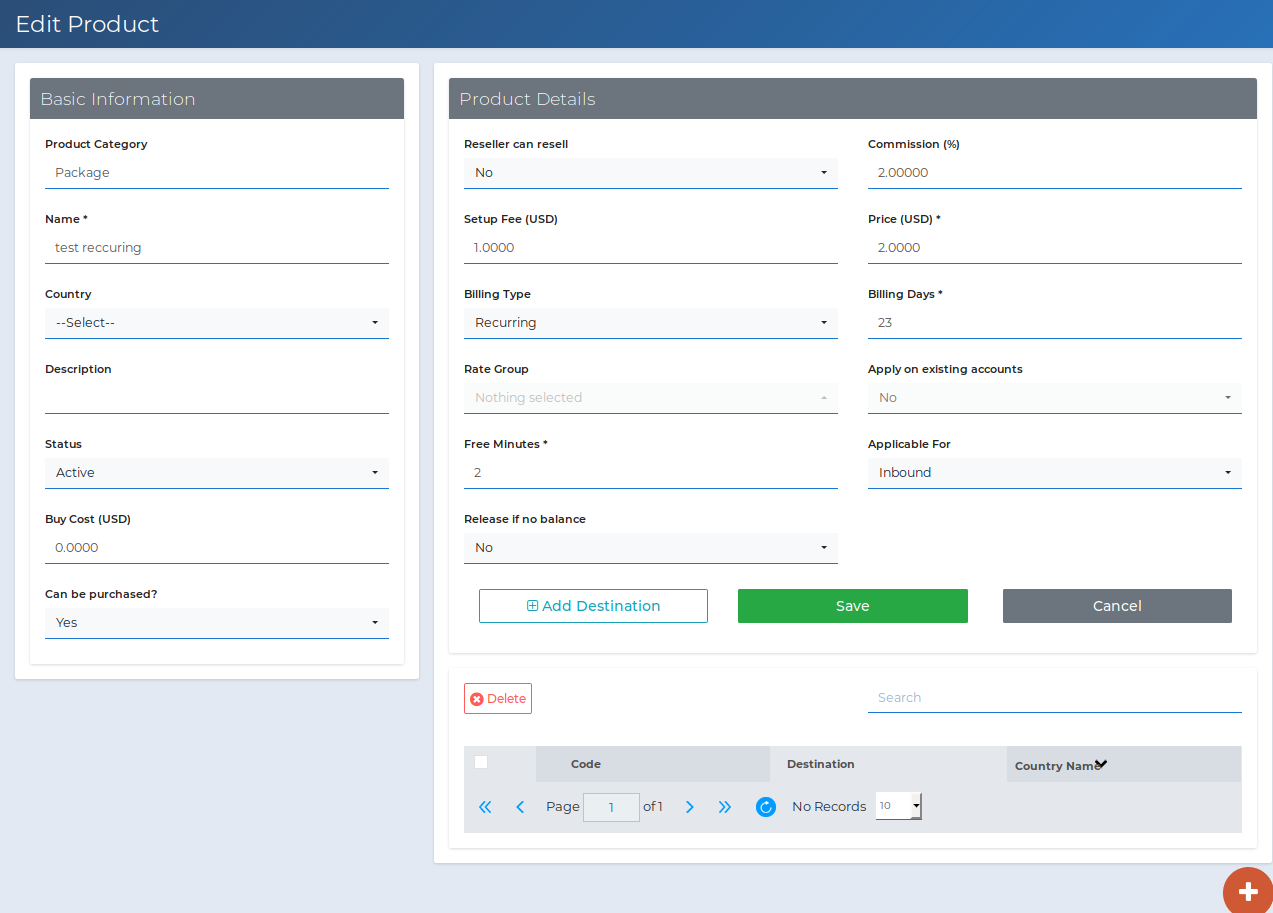 Edit Product
Basic Information
Product Category
Package
Name *
test reccuring
Country
--Select--
Description
Status
Active
Buy Cost (USD)
0.0000
Can be purchased?
Yes
Product Details
Reseller can resell
No
Commission (%)
2.00000
Setup Fee (USD)
1.0000
Price (USD) *
2.0000
Billing Type
Recurring
Billing Days *
23
Rate Group
Nothing selected
Apply on existing accounts
No
Free Minutes *
2
Applicable For
Inbound
Release if no balance
No
Add Destination Save Cancel
Delete Search
Code Destination Country Name
Page 1 of 1 No Records 10